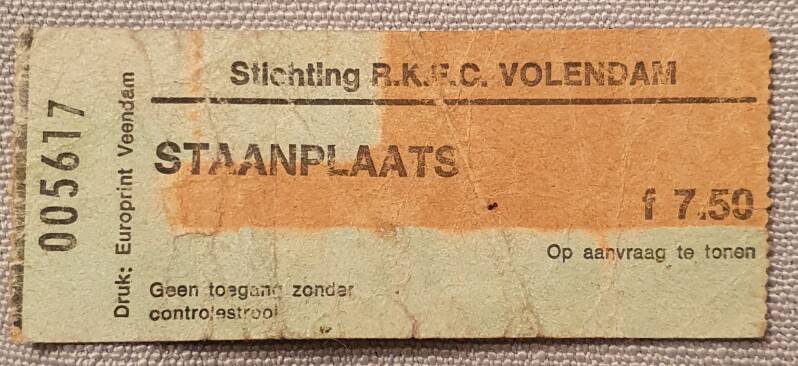 005617
Druk: Europrint Veendam
Stichting R.K.F.C. VOLENDAM
STAANPLAATS
f 7.50
Op aanvraag te tonen
Geen toegang zonder
controlestrook